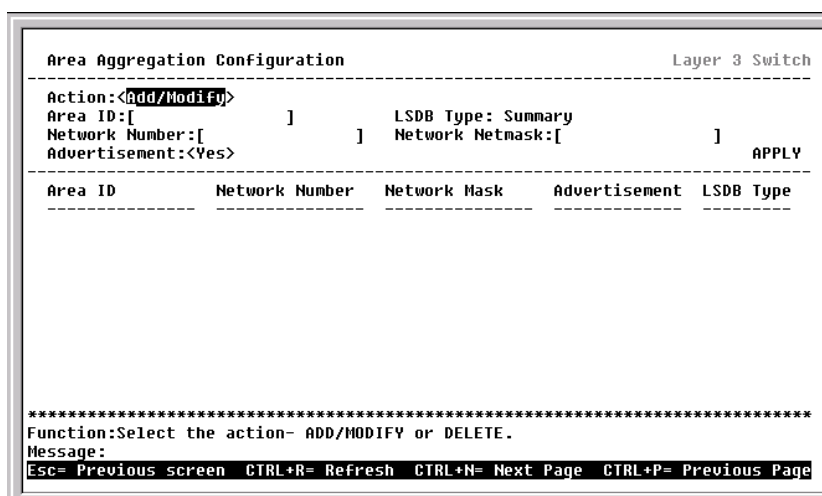 Area Aggregation Configuration Layer 3 Switch
--------------------------------------------------------------------------------
Action:<Add/Modify>
Area ID:[ ] LSDB Type: Summary
Network Number:[ ] Network Netmask:[ ]
Advertisement:<Yes> APPLY
--------------------------------------------------------------------------------
Area ID Network Number Network Mask Advertisement LSDB Type
--------------- --------------- --------------- ------------- ---------
*******************************************************************************
Function:Select the action- ADD/MODIFY or DELETE.
Message:
Esc= Previous screen CTRL+R= Refresh CTRL+N= Next Page CTRL+P= Previous Page